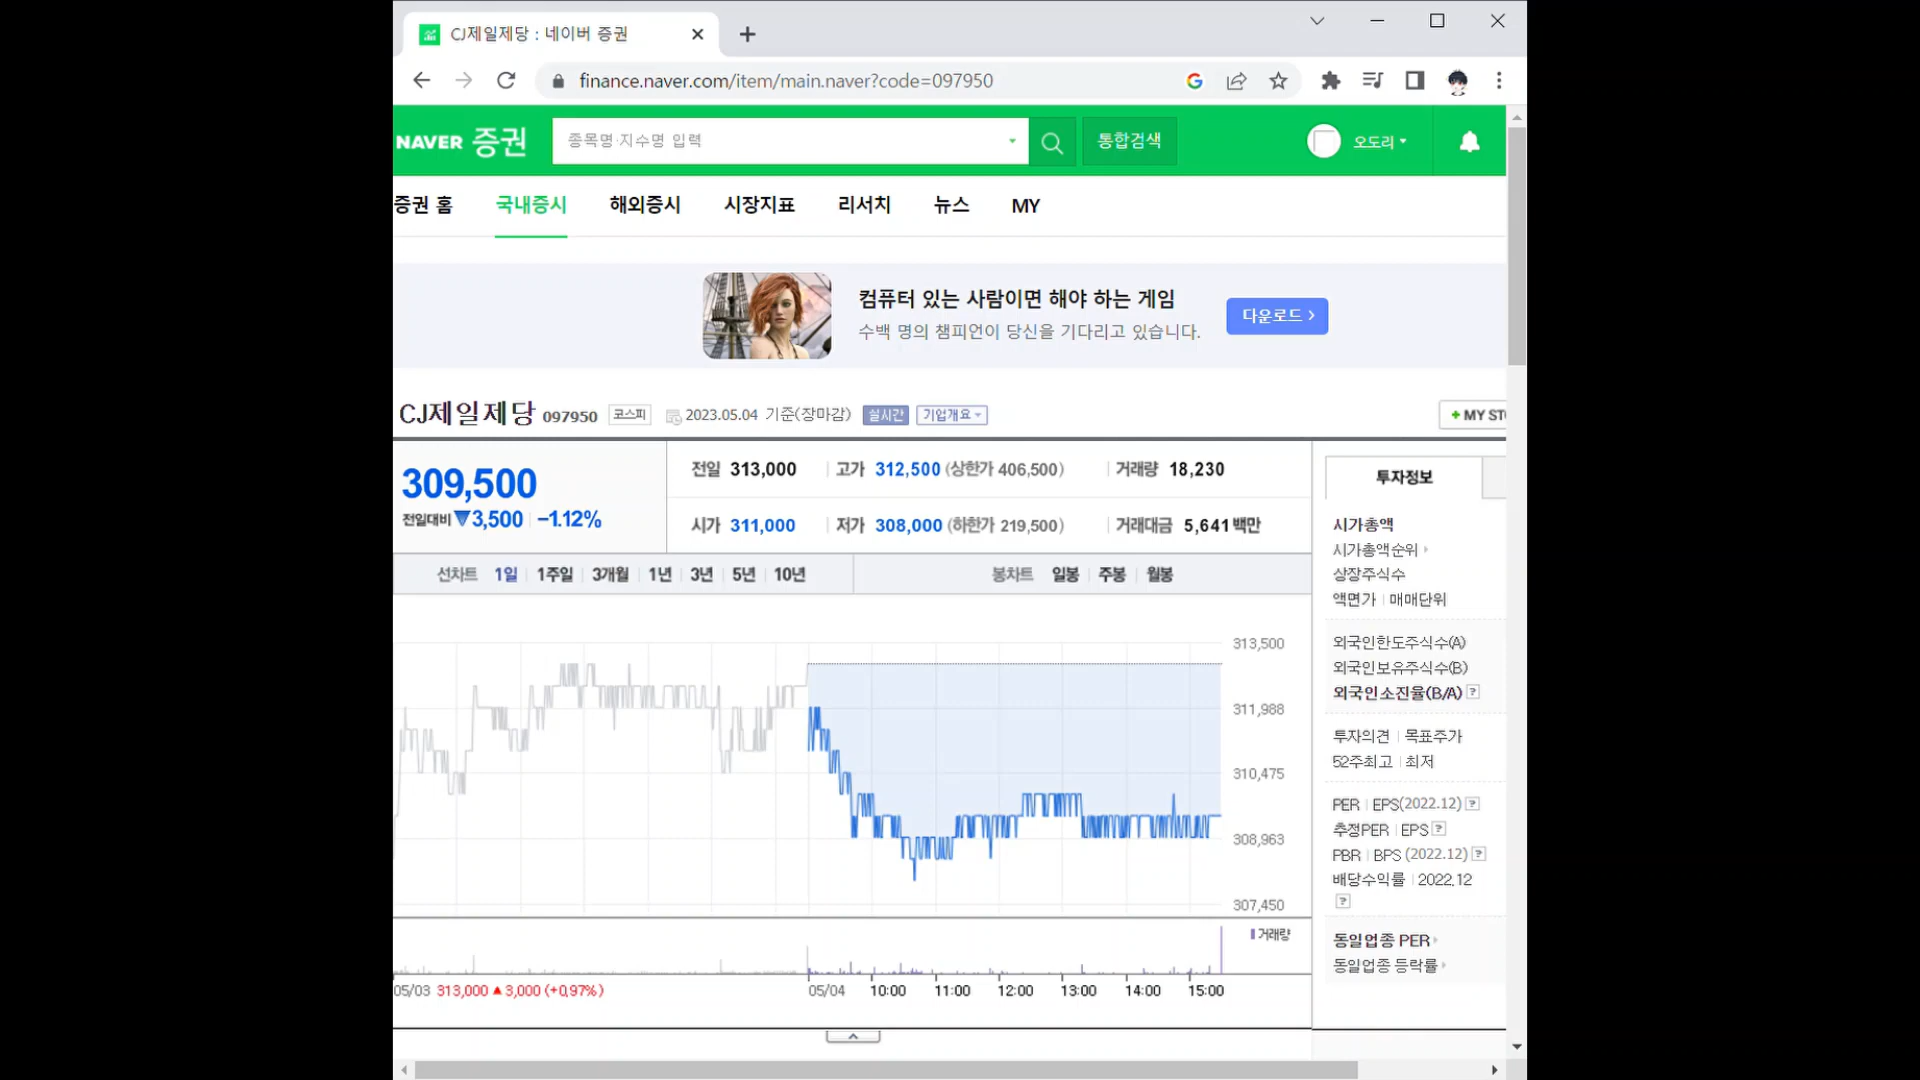 CJ제일제당 : 네이버 증권
finance.naver.com/item/main.naver?code=097950
NAVER 증권
종목명·지수명 입력
통합검색
오도리
증권 홈 국내증시 해외증시 시장지표 리서치 뉴스 MY
컴퓨터 있는 사람이면 해야 하는 게임
수백 명의 챔피언이 당신을 기다리고 있습니다.
다운로드
CJ제일제당 097950 코스피 2023.05.04 기준(장마감) 실시간 기업개요
+ MY ST
309,500
전일대비 ▼3,500 -1.12%
전일 313,000 고가 312,500 (상한가 406,500) 거래량 18,230
시가 311,000 저가 308,000 (하한가 219,500) 거래대금 5,641 백만
선차트 1일 1주일 3개월 1년 3년 5년 10년 봉차트 일봉 주봉 월봉
313,500
311,988
310,475
308,963
307,450
거래량
05/03 313,000 ▲3,000 (+0.97%)
05/04 10:00 11:00 12:00 13:00 14:00 15:00
투자정보
시가총액
시가총액순위
상장주식수
액면가 | 매매단위
외국인한도주식수(A)
외국인보유주식수(B)
외국인소진율(B/A) ?
투자의견 | 목표주가
52주최고 | 최저
PER | EPS(2022.12) ?
추정PER | EPS ?
PBR | BPS (2022.12) ?
배당수익률 | 2022.12
?
동일업종 PER
동일업종 등락률